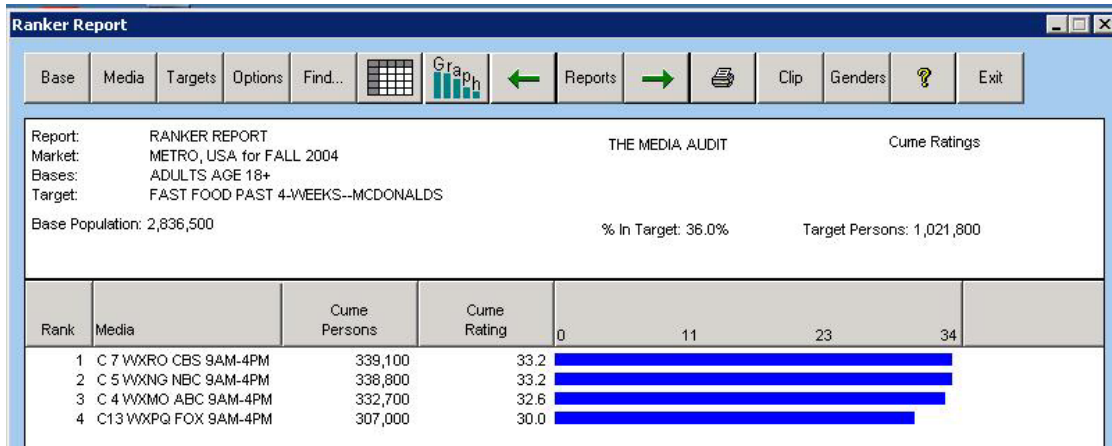 Ranker Report
Base Media Targets Options Find... Graph Reports Clip Genders ? Exit
Report: RANKER REPORT THE MEDIA AUDIT Cume Ratings
Market: METRO, USA for FALL 2004
Bases: ADULTS AGE 18+
Target: FAST FOOD PAST 4-WEEKS--MCDONALDS
Base Population: 2,836,500 % In Target: 36.0% Target Persons: 1,021,800
Rank Media Cume Persons Cume Rating 0 11 23 34
1 C 7 WXRO CBS 9AM-4PM 339,100 33.2
2 C 5 WXNG NBC 9AM-4PM 338,800 33.2
3 C 4 WXMO ABC 9AM-4PM 332,700 32.6
4 C13 WXPQ FOX 9AM-4PM 307,000 30.0